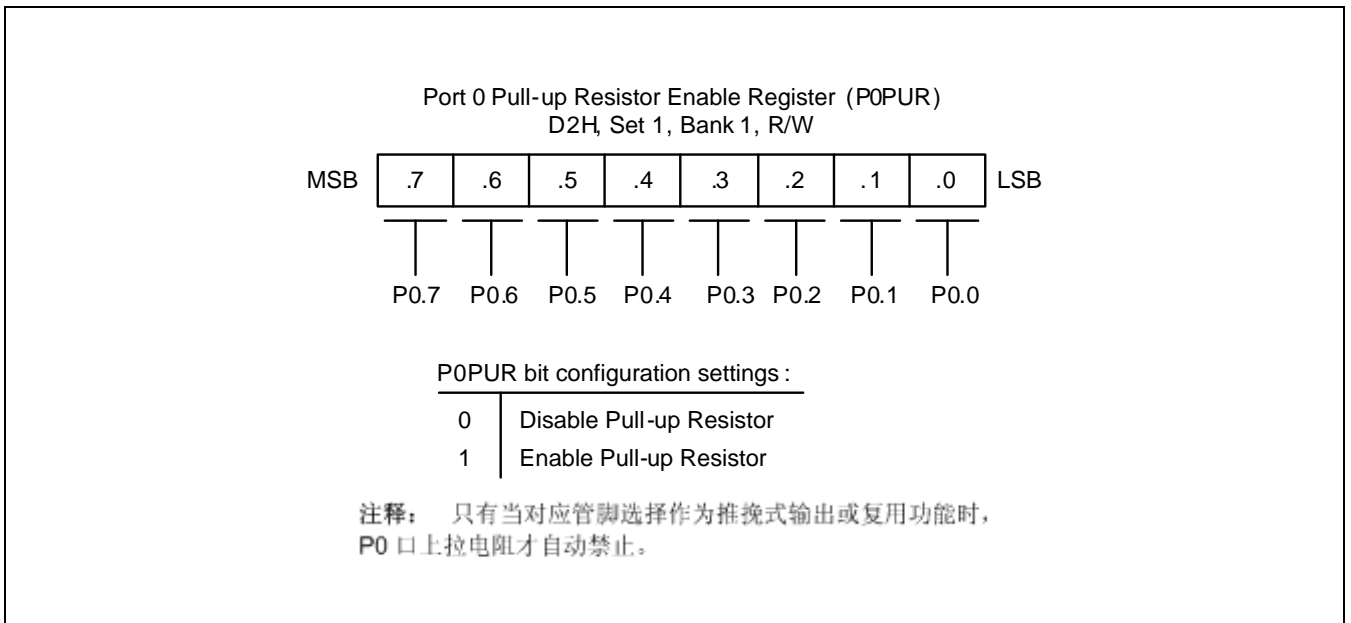 Port 0 Pull-up Resistor Enable Register (P0PUR)
D2H, Set 1, Bank 1, R/W
MSB .7 .6 .5 .4 .3 .2 .1 .0 LSB
P0.7 P0.6 P0.5 P0.4 P0.3 P0.2 P0.1 P0.0
P0PUR bit configuration settings :
0 Disable Pull-up Resistor
1 Enable Pull-up Resistor
注释： 只有当对应管脚选择作为推挽式输出或复用功能时，
P0 口上拉电阻才自动禁止。